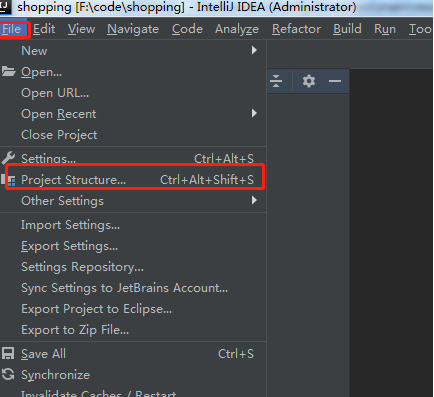 shopping [F:\code\shopping] - IntelliJ IDEA (Administrator)
File Edit View Navigate Code Analyze Refactor Build Run Too
New
Open...
Open URL...
Open Recent
Close Project
Settings... Ctrl+Alt+S
Project Structure... Ctrl+Alt+Shift+S
Other Settings
Import Settings...
Export Settings...
Settings Repository...
Sync Settings to JetBrains Account...
Export Project to Eclipse...
Export to Zip File...
Save All Ctrl+S
Synchronize
Invalidate Caches / Restart